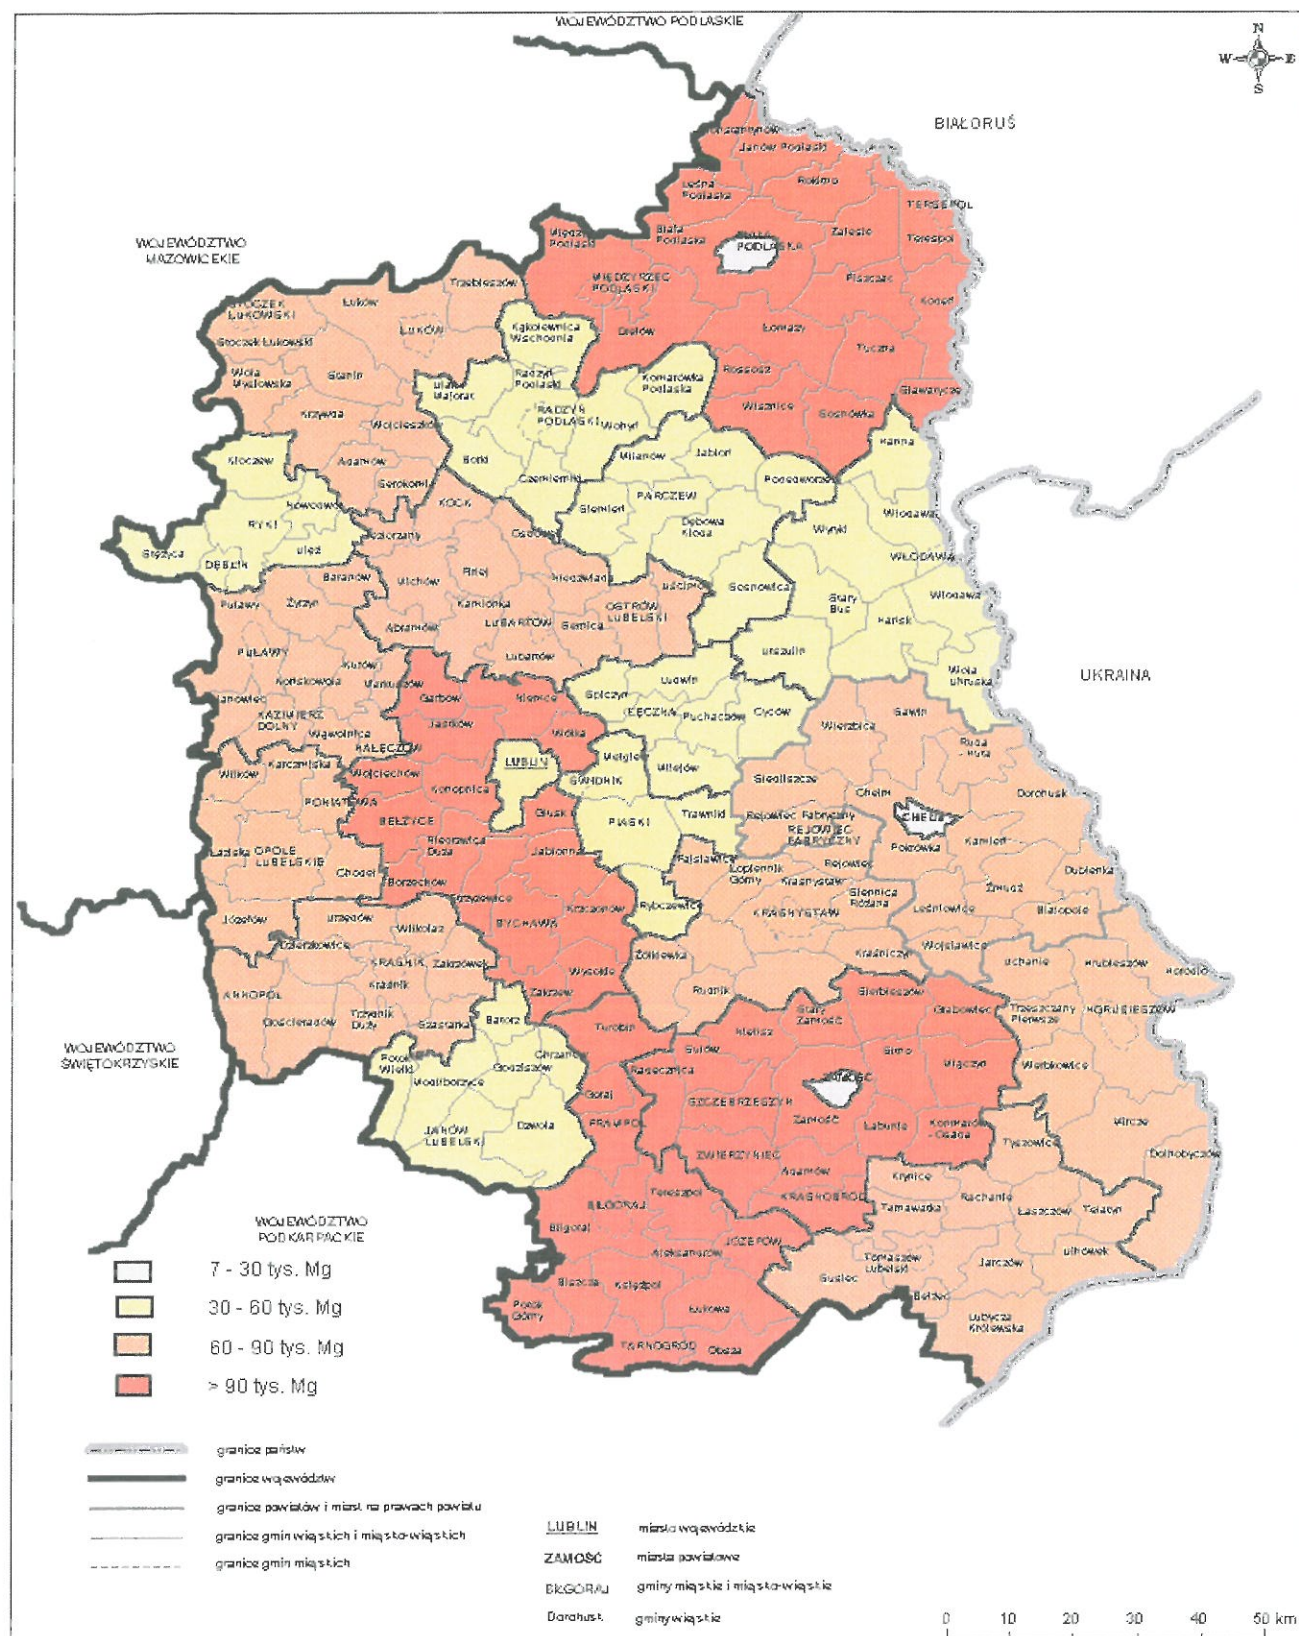 WOJEWÓDZTWO PODLASKIE
N
W
E
S
BIAŁORUŚ
Janów Podlaski
Rokitno
Leśna
Podlaska
TERESPOL
Terespol
Zalesie
Biała
Podlaska
PODLASKA
WOJEWÓDZTWO
MAZOWIECKIE
MIĘDZYRZEC
PODLASKI
Piszczac
Kodeń
Trzebieszów
Łuków
ŁUKÓW
STOCZEK
ŁUKOWSKI
Stoczek Łukowski
Kąkolewnica
Wschodnia
Drelów
Łomazy
Tuczna
Wola
Mysłowska
Stanin
Ulan
Majorat
Radzyń
Podlaski
Komarówka
Podlaska
Rossosz
Sławatycze
Wisznice
Sosnówka
Krzywda
Wojcieszków
RADZYŃ
PODLASKI
Wohyń
Hanna
Kłoczew
Adamów
Borki
Milanów
Jabłoń
Serokomla
Czemierniki
Podedwórze
Nowodwór
KOCK
PARCZEW
Siemień
RYKI
Dębowa
Kłoda
Wyryki
Włodawa
Stężyca
Ułęż
DĘBLIN
Jeziorzany
WŁODAWA
Baranów
Michów
Firlej
Niedźwiada
Uścimów
Sosnowica
Stary
Brus
Puławy
Żyrzyn
Kamionka
OSTRÓW
LUBELSKI
Hańsk
Abramów
LUBARTÓW
Serniki
PUŁAWY
Kurów
Lubartów
Urszulin
Wola
Uhruska
UKRAINA
Końskowola
Markuszów
Garbów
Niemce
Spiczyn
Ludwin
Janowiec
KAZIMIERZ
DOLNY
Jastków
ŁĘCZNA
Puchaczów
Cyców
Wierzbica
Sawin
Wąwolnica
NAŁĘCZÓW
Wólka
Ruda
- Huta
Wilków
Karczmiska
Wojciechów
LUBLIN
Mełgiew
Milejów
Siedliszcze
Konopnica
ŚWIDNIK
Chełm
Dorohusk
PONIATOWA
BEŁŻYCE
Głusk
PIASKI
Trawniki
Rejowiec Fabryczny
REJOWIEC
FABRYCZNY
CHEŁM
Niedrzwica
Duża
Jabłonna
Pokrówka
Kamień
Łaziska
OPOLE
LUBELSKIE
Fajsławice
Łopiennik
Górny
Rejowiec
Dubienka
Chodel
Borzechów
Krasnystaw
Siennica
Różana
Żmudź
Strzyżewice
Krzczonów
Rybczewice
Józefów
Urzędów
BYCHAWA
KRASNYSTAW
Leśniowice
Białopole
Wilkołaz
Dzierzkowice
Wojsławice
KRAŚNIK
Zakrzówek
Wysokie
Żółkiewka
Kraśniczyn
Uchanie
Hrubieszów
Horodło
ANNOPOL
Kraśnik
Zakrzew
Rudnik
Gościeradów
Trzydnik
Duży
Szastarka
Batorz
Skierbieszów
Grabowiec
Trzeszczany
Pierwsze
HRUBIESZÓW
WOJEWÓDZTWO
ŚWIĘTOKRZYSKIE
Turobin
Stary
Zamość
Nielisz
Sułów
Sitno
Miączyn
Werbkowice
Potok
Wielki
Modliborzyce
Godziszów
Chrzanów
Radecznica
ZAMOŚĆ
Goraj
SZCZEBRZESZYN
Zamość
Łabunie
Komarów
-Osada
Mircze
JANÓW
LUBELSKI
Dzwola
FRAMPOL
Tyszowce
Dołhobyczów
ZWIERZYNIEC
Adamów
Krynice
Rachanie
Tereszpol
KRASNOBRÓD
Tarnawatka
Łaszczów
Telatyn
BIŁGORAJ
Biłgoraj
JÓZEFÓW
WOJEWÓDZTWO
PODKARPACKIE
Aleksandrów
Tomaszów
Lubelski
Jarczów
Ulhówek
Susiec
7 - 30 tys. Mg
Biszcza
Księżpol
Bełżec
30 - 60 tys. Mg
Potok
Górny
Łukowa
Lubycza
Królewska
60 - 90 tys. Mg
TARNOGRÓD
Obsza
> 90 tys. Mg
granice państw
granice województw
granice powiatów i miast na prawach powiatu
granice gmin wiejskich i miejsko-wiejskich
granice gmin miejskich
LUBLIN miasta wojewódzkie
ZAMOŚĆ miasta powiatowe
BIŁGORAJ gminy miejskie i miejsko-wiejskie
Dorohusk gminy wiejskie
0 10 20 30 40 50 km